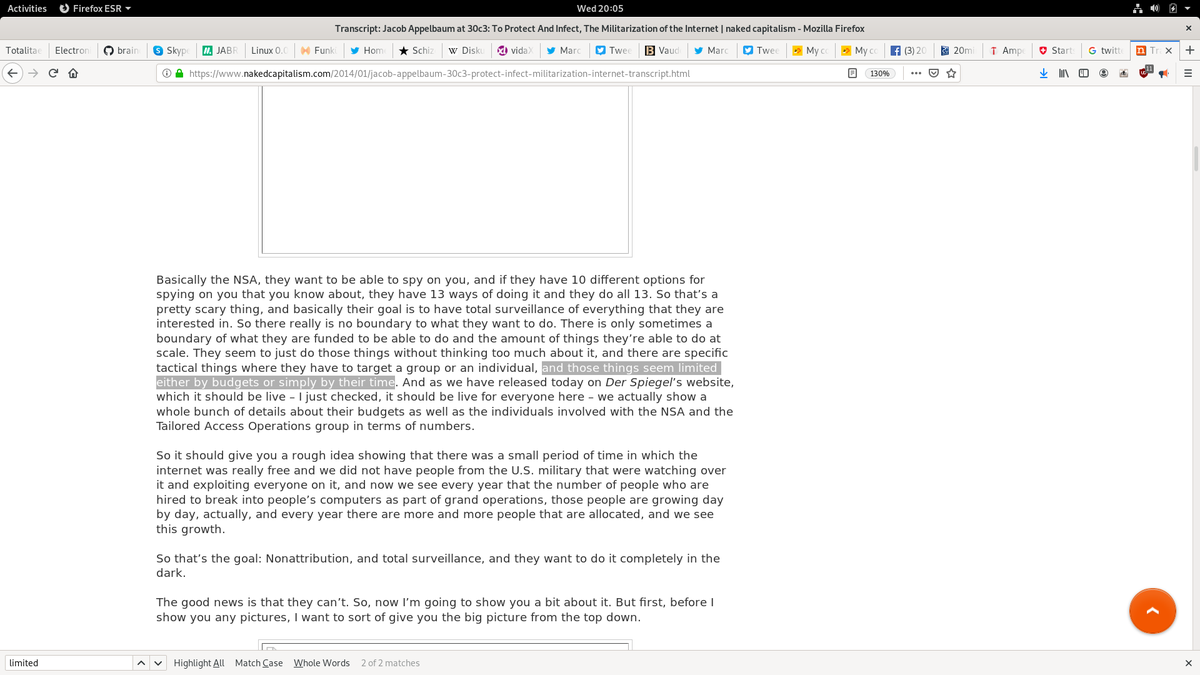 Activities Firefox ESR Wed 20:05
Transcript: Jacob Appelbaum at 30c3: To Protect And Infect, The Militarization of the Internet | naked capitalism - Mozilla Firefox
Totalitae Electron brain Skype JABR Linux 0.0 Funk Home Schiz W Disku vidaX Marc Twee Vaud Marc Twee My co My co (3) 20 20mi Ampe Start G twitt Tr
https://www.nakedcapitalism.com/2014/01/jacob-appelbaum-30c3-protect-infect-militarization-internet-transcript.html 130%
Basically the NSA, they want to be able to spy on you, and if they have 10 different options for
spying on you that you know about, they have 13 ways of doing it and they do all 13. So that's a
pretty scary thing, and basically their goal is to have total surveillance of everything that they are
interested in. So there really is no boundary to what they want to do. There is only sometimes a
boundary of what they are funded to be able to do and the amount of things they're able to do at
scale. They seem to just do those things without thinking too much about it, and there are specific
tactical things where they have to target a group or an individual, and those things seem limited
either by budgets or simply by their time. And as we have released today on Der Spiegel's website,
which it should be live – I just checked, it should be live for everyone here – we actually show a
whole bunch of details about their budgets as well as the individuals involved with the NSA and the
Tailored Access Operations group in terms of numbers.
So it should give you a rough idea showing that there was a small period of time in which the
internet was really free and we did not have people from the U.S. military that were watching over
it and exploiting everyone on it, and now we see every year that the number of people who are
hired to break into people's computers as part of grand operations, those people are growing day
by day, actually, and every year there are more and more people that are allocated, and we see
this growth.
So that's the goal: Nonattribution, and total surveillance, and they want to do it completely in the
dark.
The good news is that they can't. So, now I'm going to show you a bit about it. But first, before I
show you any pictures, I want to sort of give you the big picture from the top down.
limited Highlight All Match Case Whole Words 2 of 2 matches